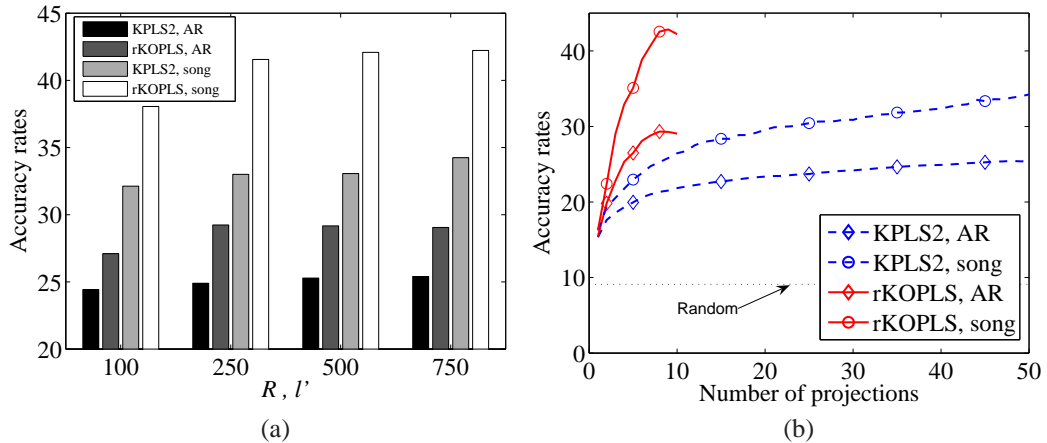 KPLS2, AR
rKOPLS, AR
KPLS2, song
rKOPLS, song
Accuracy rates
45
40
35
30
25
20
100 250 500 750
R , l’
(a)
Accuracy rates
40
30
20
10
0
Random
KPLS2, AR
KPLS2, song
rKOPLS, AR
rKOPLS, song
0 10 20 30 40 50
Number of projections
(b)